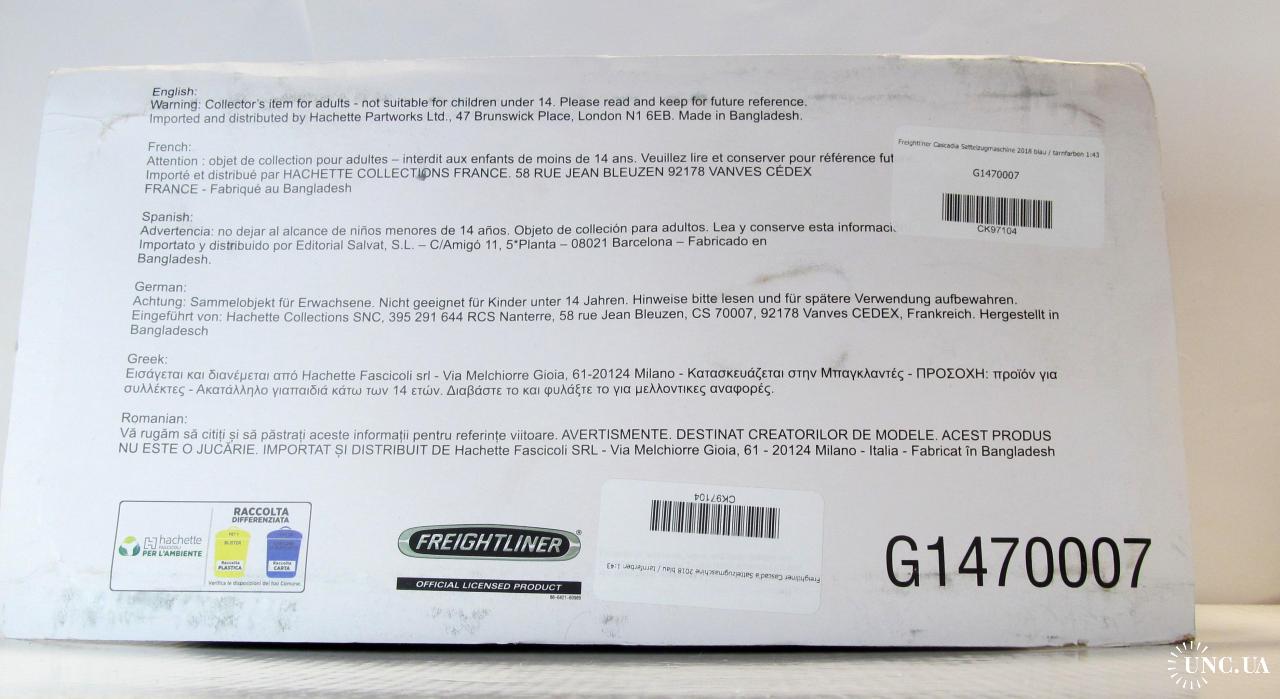 English:
Warning: Collector's item for adults - not suitable for children under 14. Please read and keep for future reference.
Imported and distributed by Hachette Partworks Ltd., 47 Brunswick Place, London N1 6EB. Made in Bangladesh.
French:
Attention : objet de collection pour adultes – interdit aux enfants de moins de 14 ans. Veuillez lire et conserver pour référence fut
Importé et distribué par HACHETTE COLLECTIONS FRANCE. 58 RUE JEAN BLEUZEN 92178 VANVES CÉDEX
FRANCE - Fabriqué au Bangladesh
Freightliner Cascadia Sattelzugmaschine 2018 blau / tarnfarben 1:43
G1470007
CK97104
Spanish:
Advertencia: no dejar al alcance de niños menores de 14 años. Objeto de colleción para adultos. Lea y conserve esta informaci
Importato y distribuido por Editorial Salvat, S.L. – C/Amigó 11, 5*Planta – 08021 Barcelona – Fabricado en
Bangladesh.
German:
Achtung: Sammelobjekt für Erwachsene. Nicht geeignet für Kinder unter 14 Jahren. Hinweise bitte lesen und für spätere Verwendung aufbewahren.
Eingeführt von: Hachette Collections SNC, 395 291 644 RCS Nanterre, 58 rue Jean Bleuzen, CS 70007, 92178 Vanves CEDEX, Frankreich. Hergestellt in
Bangladesch
Greek:
Εισάγεται και διανέμεται από Hachette Fascicoli srl - Via Melchiorre Gioia, 61-20124 Milano - Κατασκευάζεται στην Μπαγκλαντές - ΠΡΟΣΟΧΗ: προϊόν για
συλλέκτες - Ακατάλληλο γιαπαιδιά κάτω των 14 ετών. Διαβάστε το και φυλάξτε το για μελλοντικες αναφορές.
Romanian:
Vă rugăm să citiți și să păstrați aceste informații pentru referințe viitoare. AVERTISMENTE. DESTINAT CREATORILOR DE MODELE. ACEST PRODUS
NU ESTE O JUCĂRIE. IMPORTAT ȘI DISTRIBUIT DE Hachette Fascicoli SRL - Via Melchiorre Gioia, 61 - 20124 Milano - Italia - Fabricat în Bangladesh
hachette
FASCICOLI
PER L'AMBIENTE
RACCOLTA
DIFFERENZIATA
BLISTER
Raccolta
PLASTICA
Raccolta
CARTA
Verifica le disposizioni del tuo Comune.
FREIGHTLINER®
OFFICIAL LICENSED PRODUCT
CK97104
Freightliner Cascadia Sattelzugmaschine 2018 blau / tarnfarben 1:43
G1470007
UNC.UA